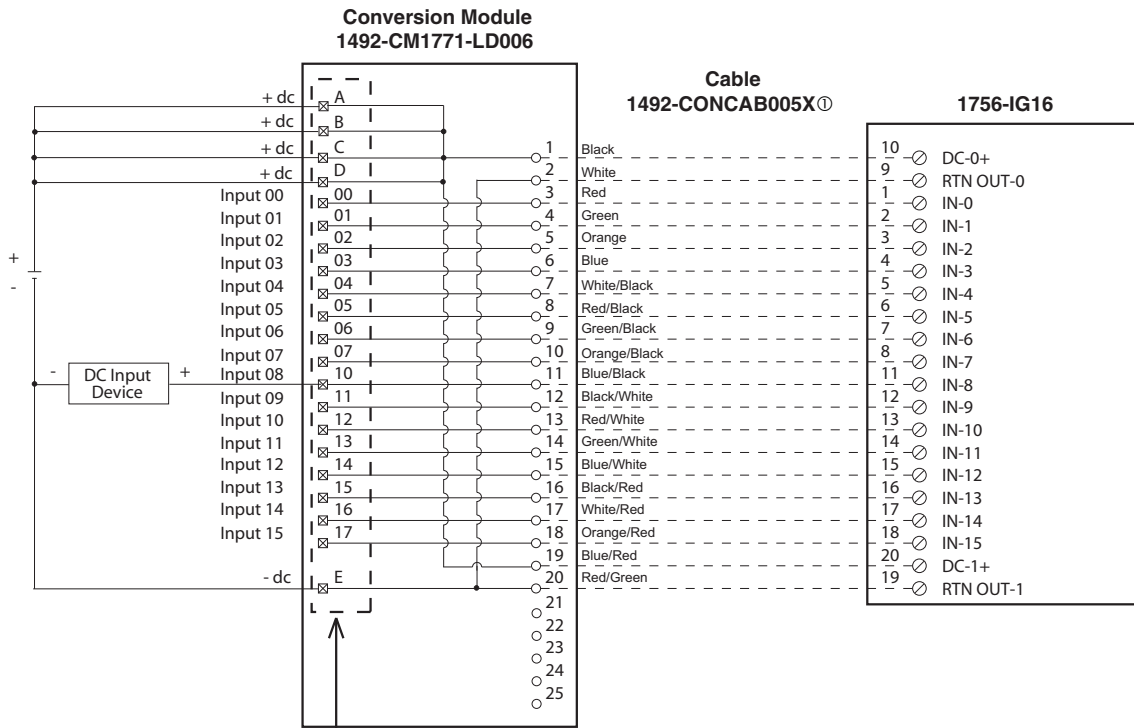 Conversion Module
1492-CM1771-LD006
Cable
1492-CONCAB005X①
1756-IG16
+ dc A
+ dc B
+ dc C 1 Black 10 DC-0+
+ dc D 2 White 9 RTN OUT-0
Input 00 00 3 Red 1 IN-0
Input 01 01 4 Green 2 IN-1
Input 02 02 5 Orange 3 IN-2
Input 03 03 6 Blue 4 IN-3
Input 04 04 7 White/Black 5 IN-4
Input 05 05 8 Red/Black 6 IN-5
Input 06 06 9 Green/Black 7 IN-6
Input 07 07 10 Orange/Black 8 IN-7
Input 08 10 11 Blue/Black 11 IN-8
Input 09 11 12 Black/White 12 IN-9
Input 10 12 13 Red/White 13 IN-10
Input 11 13 14 Green/White 14 IN-11
Input 12 14 15 Blue/White 15 IN-12
Input 13 15 16 Black/Red 16 IN-13
Input 14 16 17 White/Red 17 IN-14
Input 15 17 18 Orange/Red 18 IN-15
19 Blue/Red 20 DC-1+
- dc E 20 Red/Green 19 RTN OUT-1
21
22
23
24
25
+
-
- DC Input +
Device